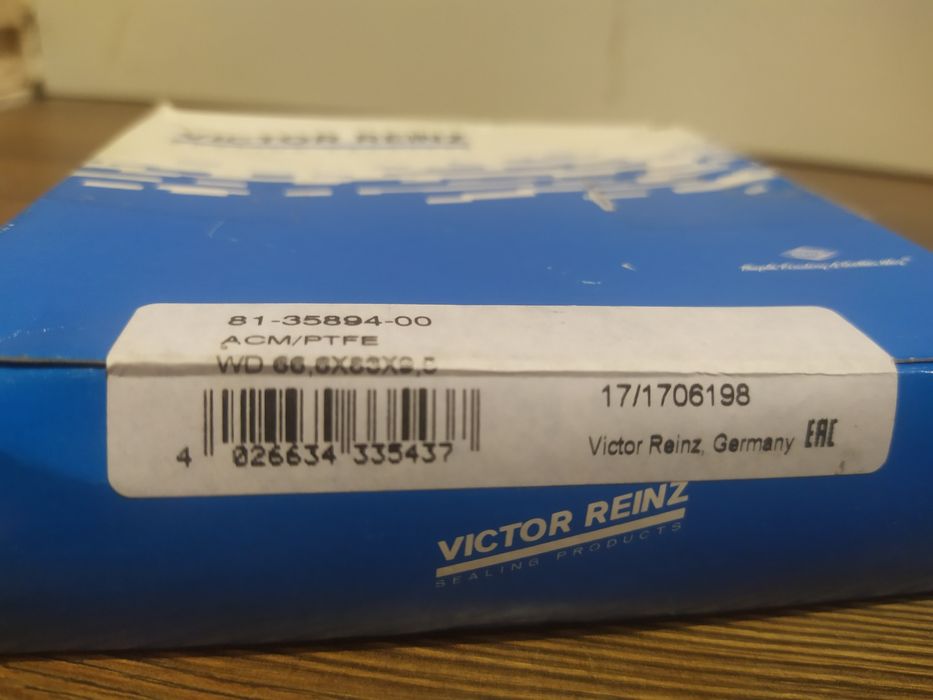 VICTOR REINZ
81-35894-00
ACM/PTFE
WD 66,6X83X9,5
4 026634 335437
17/1706198
Victor Reinz, Germany EAC
VICTOR REINZ
SEALING PRODUCTS